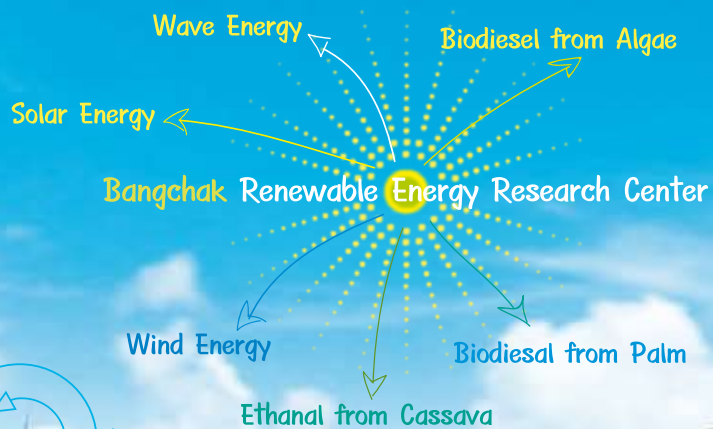 Wave Energy
Biodiesel from Algae
Solar Energy
Bangchak Renewable Energy Research Center
Wind Energy
Biodiesal from Palm
Ethanal from Cassava